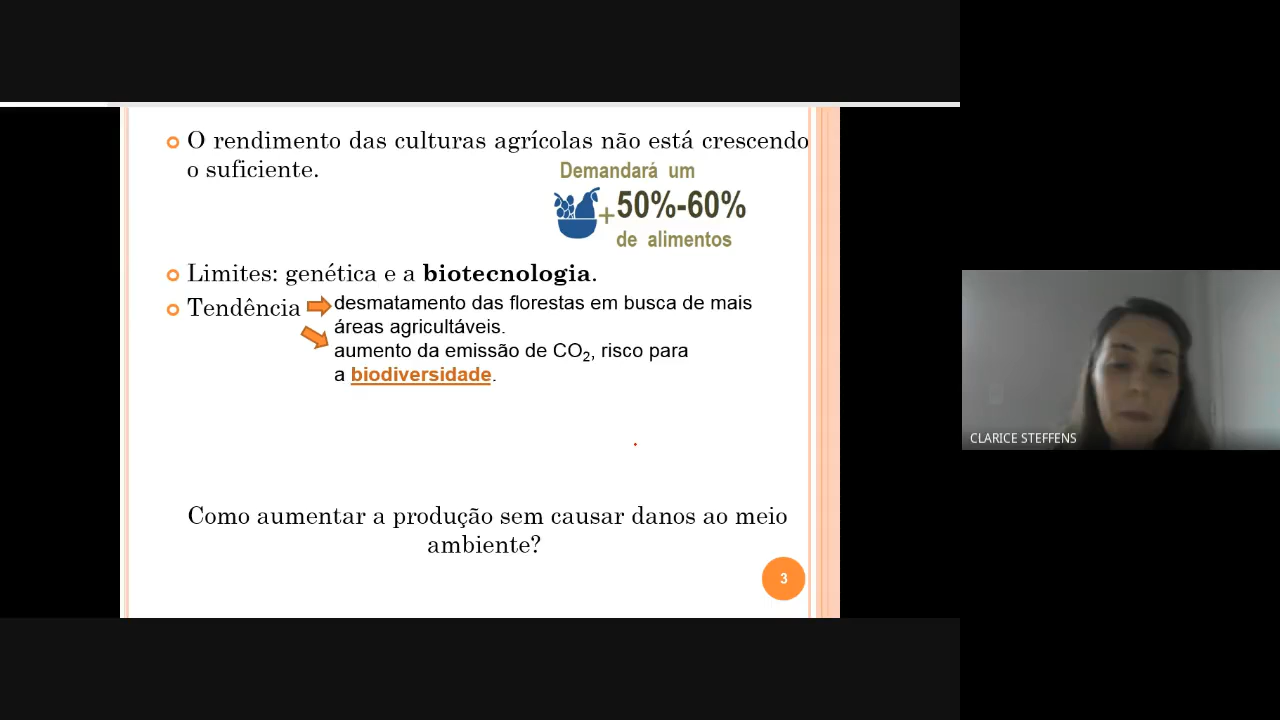 O rendimento das culturas agrícolas não está crescendo
o suficiente.
Demandará um
+50%-60%
de alimentos
Limites: genética e a biotecnologia.
Tendência
desmatamento das florestas em busca de mais
áreas agricultáveis.
aumento da emissão de CO₂, risco para
a biodiversidade.
Como aumentar a produção sem causar danos ao meio
ambiente?
3
CLARICE STEFFENS